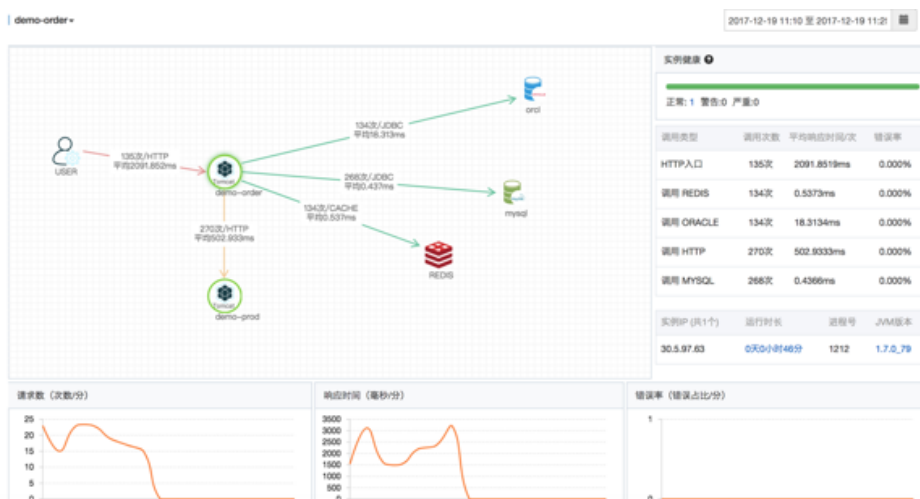 demo-order
2017-12-19 11:10 至 2017-12-19 11:2
USER
135次/HTTP
平均2091.852ms
Tomcat
demo-order
134次/JDBC
平均18.313ms
orcl
268次/JDBC
平均0.437ms
mysql
134次/CACHE
平均0.537ms
REDIS
270次/HTTP
平均502.933ms
Tomcat
demo-prod
实例健康
正常: 1 警告:0 严重:0
调用类型 调用次数 平均响应时间/次 错误率
HTTP入口 135次 2091.8519ms 0.000%
调用 REDIS 134次 0.5373ms 0.000%
调用 ORACLE 134次 18.3134ms 0.000%
调用 HTTP 270次 502.9333ms 0.000%
调用 MYSQL 268次 0.4366ms 0.000%
实例IP (共1个) 运行时长 进程号 JVM版本
30.5.97.63 0天0小时46分 1212 1.7.0_79
请求数（次数/分）
25
20
15
10
5
0
响应时间（毫秒/分）
3500
3000
2500
2000
1500
1000
500
0
错误率（错误占比/分）
1
0